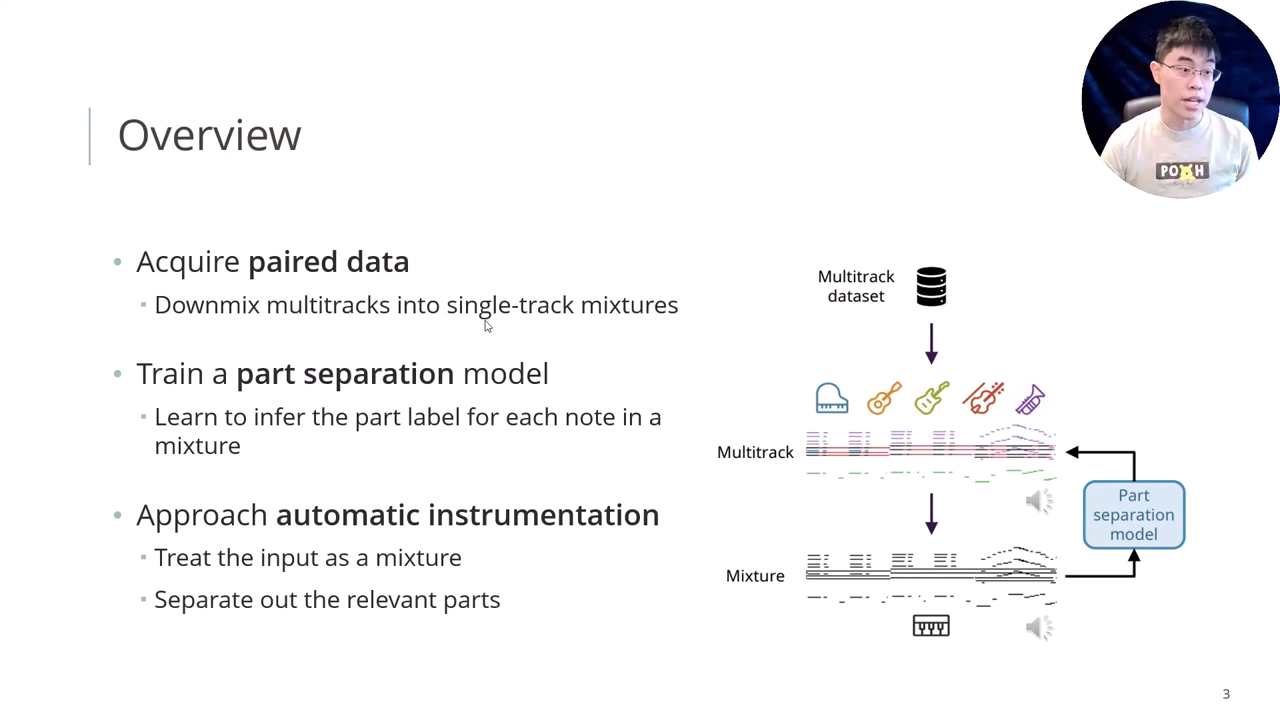 Overview
• Acquire paired data
▪ Downmix multitracks into single-track mixtures
• Train a part separation model
▪ Learn to infer the part label for each note in a
mixture
• Approach automatic instrumentation
▪ Treat the input as a mixture
▪ Separate out the relevant parts
Multitrack
dataset
Multitrack
Part
separation
model
Mixture
3